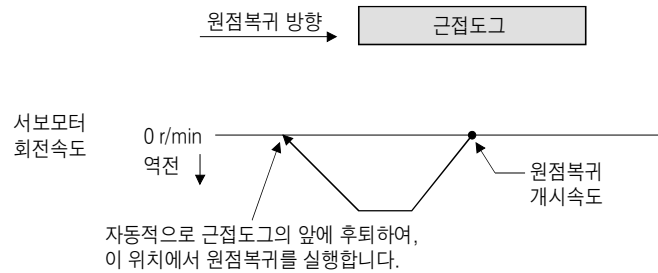 원점복귀 방향
근접도그
서보모터
회전속도
0 r/min
역전
원점복귀
개시속도
자동적으로 근접도그의 앞에 후퇴하여,
이 위치에서 원점복귀를 실행합니다.